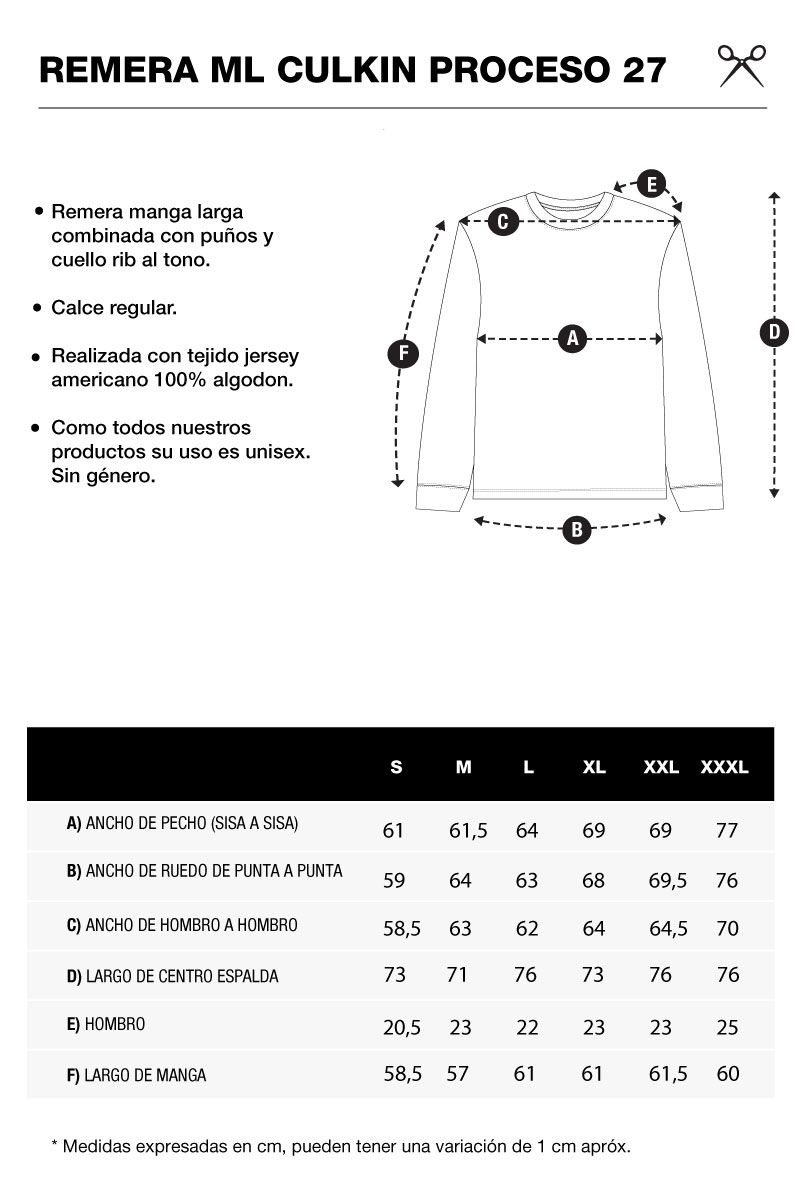 REMERA ML CULKIN PROCESO 27
• Remera manga larga
combinada con puños y
cuello rib al tono.
• Calce regular.
• Realizada con tejido jersey
americano 100% algodon.
• Como todos nuestros
productos su uso es unisex.
Sin género.
E
C
D
A
F
B
S M L XL XXL XXXL
A) ANCHO DE PECHO (SISA A SISA) 61 61,5 64 69 69 77
B) ANCHO DE RUEDO DE PUNTA A PUNTA 59 64 63 68 69,5 76
C) ANCHO DE HOMBRO A HOMBRO 58,5 63 62 64 64,5 70
D) LARGO DE CENTRO ESPALDA 73 71 76 73 76 76
E) HOMBRO 20,5 23 22 23 23 25
F) LARGO DE MANGA 58,5 57 61 61 61,5 60
* Medidas expresadas en cm, pueden tener una variación de 1 cm apróx.